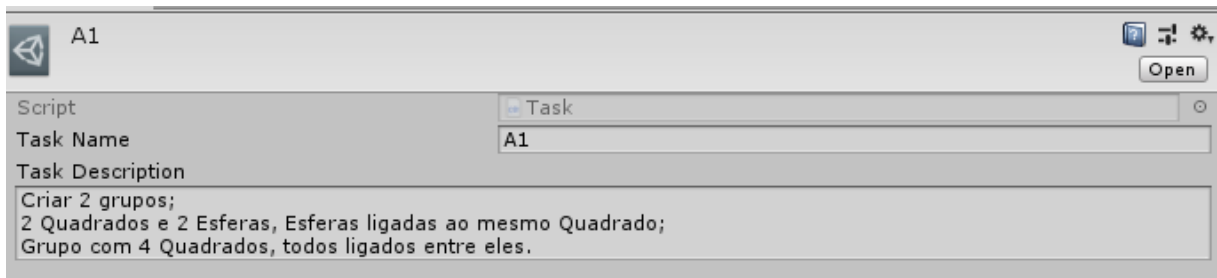 A1
Open
Script Task
Task Name A1
Task Description
Criar 2 grupos;
2 Quadrados e 2 Esferas, Esferas ligadas ao mesmo Quadrado;
Grupo com 4 Quadrados, todos ligados entre eles.